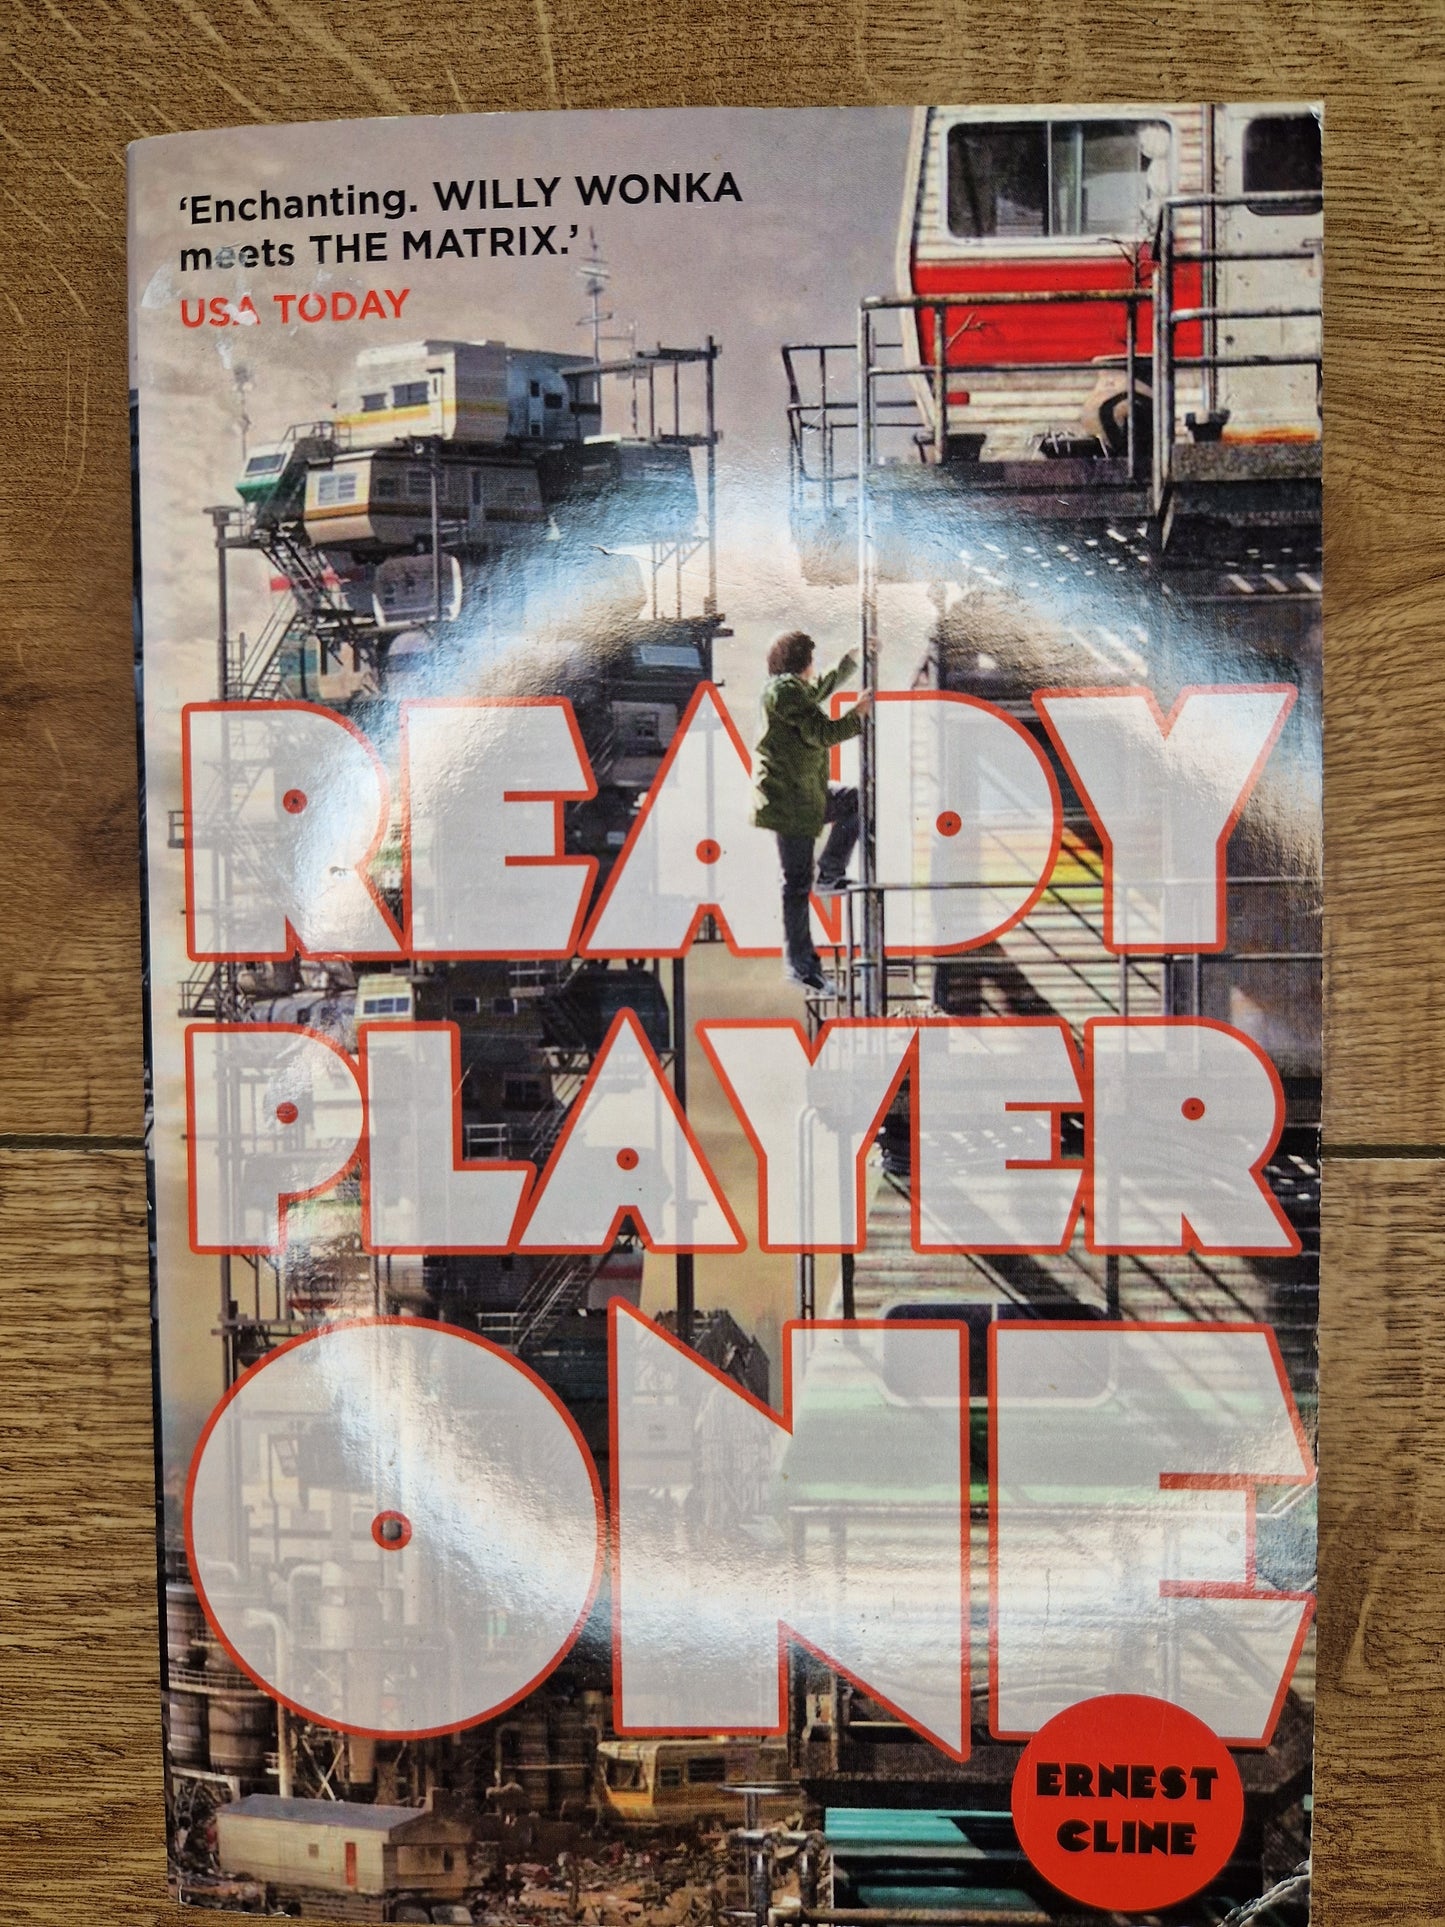 ‘Enchanting. WILLY WONKA
meets THE MATRIX.’
USA TODAY
READY
PLAYER
ONE
ERNEST
CLINE